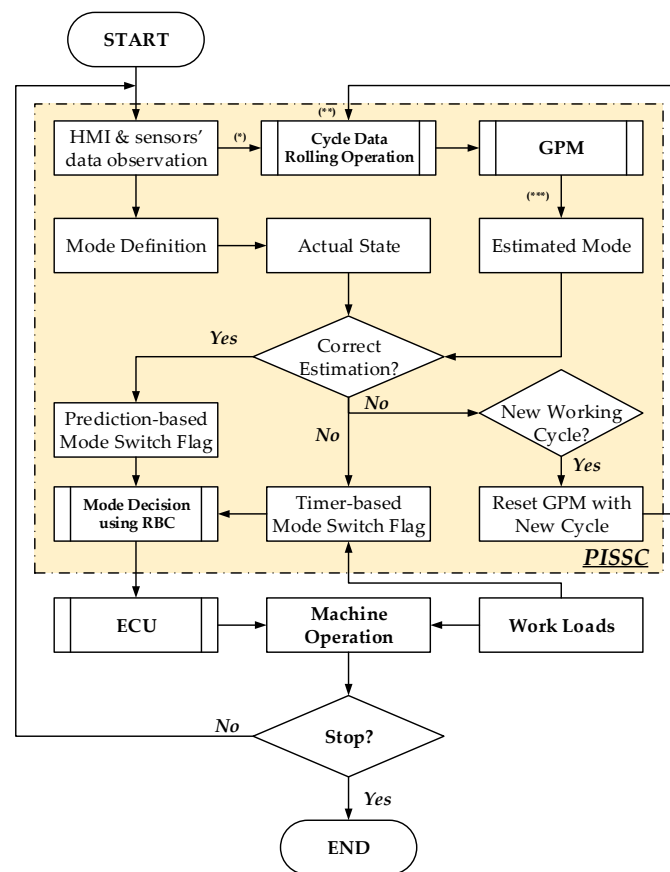 START
HMI & sensors'
data observation
(*)
(**)
Cycle Data
Rolling Operation
GPM
(***)
Mode Definition
Actual State
Estimated Mode
Yes
Correct
Estimation?
No
No
New Working
Cycle?
Prediction-based
Mode Switch Flag
Yes
Mode Decision
using RBC
Timer-based
Mode Switch Flag
Reset GPM with
New Cycle
PISSC
ECU
Machine
Operation
Work Loads
No
Stop?
Yes
END